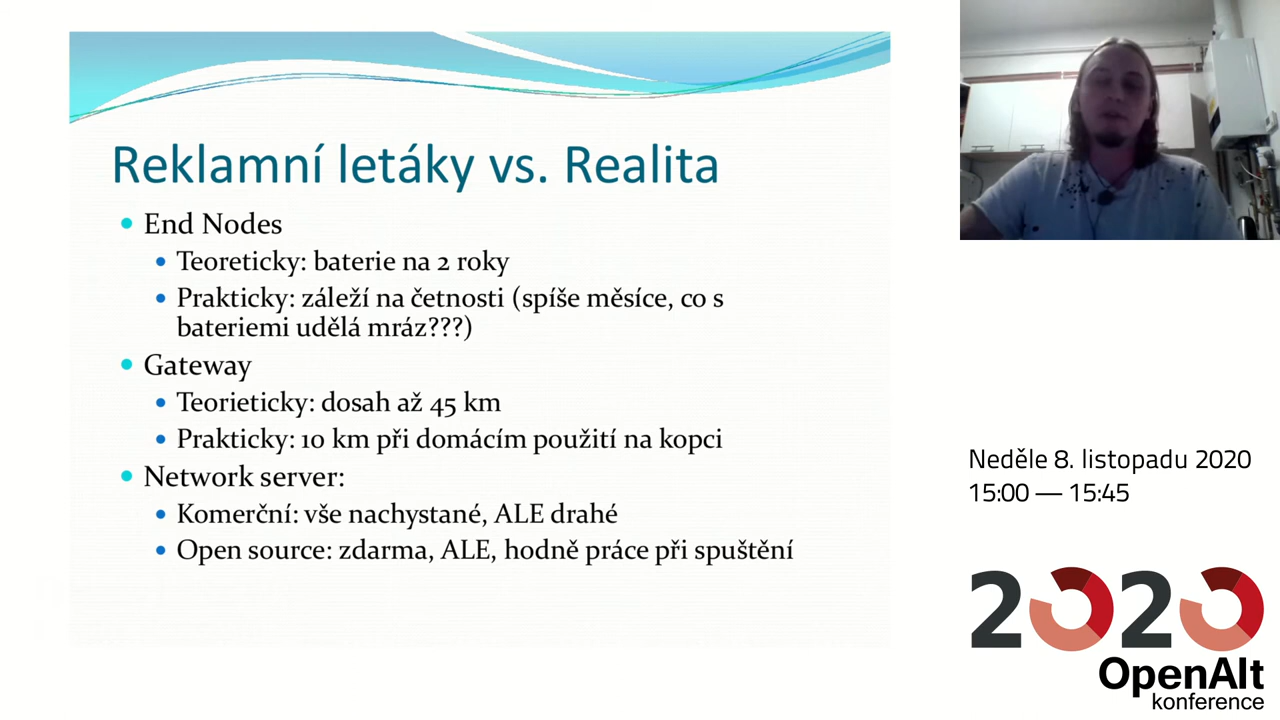 Reklamní letáky vs. Realita
End Nodes
Teoreticky: baterie na 2 roky
Prakticky: záleží na četnosti (spíše měsíce, co s
bateriemi udělá mráz???)
Gateway
Teorieticky: dosah až 45 km
Prakticky: 10 km při domácím použití na kopci
Network server:
Komerční: vše nachystané, ALE drahé
Open source: zdarma, ALE, hodně práce při spuštění
Neděle 8. listopadu 2020
15:00 — 15:45
2020
OpenAlt
konference